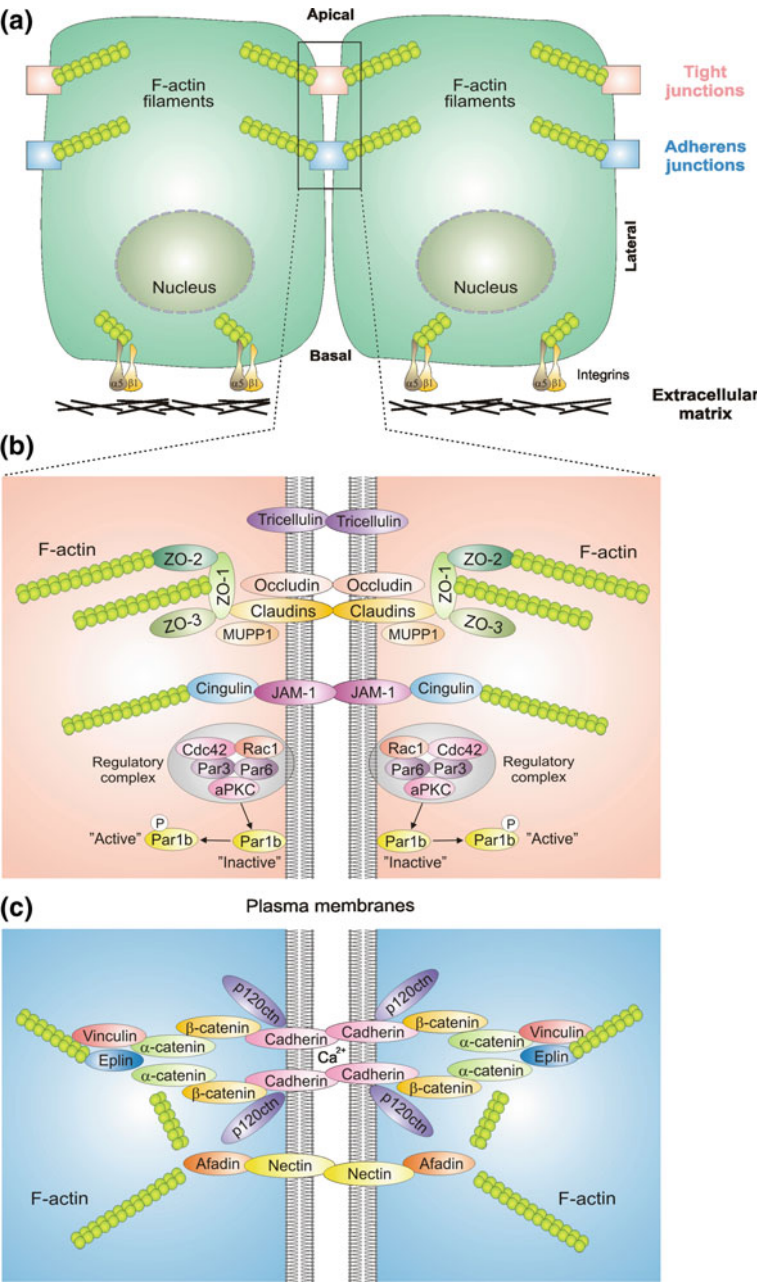 (a)
Apical
F-actin
filaments
F-actin
filaments
Tight
junctions
Adherens
junctions
Lateral
Nucleus
Nucleus
Basal
α5 β1
α5 β1
α5 β1
α5 β1
Integrins
Extracellular
matrix
(b)
Tricellulin Tricellulin
F-actin
ZO-2
ZO-1
ZO-3
Occludin Occludin
Claudins Claudins
MUPP1
MUPP1
ZO-1
ZO-2
ZO-3
F-actin
Cingulin JAM-1 JAM-1 Cingulin
Regulatory
complex
Cdc42 Rac1
Par3 Par6
aPKC
Rac1 Cdc42
Par6 Par3
aPKC
Regulatory
complex
"Active"
P
Par1b
Par1b
"Inactive"
Par1b
"Inactive"
P
Par1b
"Active"
(c)
Plasma membranes
p120ctn
p120ctn
Vinculin
Eplin
α-catenin
β-catenin
Cadherin
Cadherin
β-catenin
α-catenin
Vinculin
Eplin
Ca2+
α-catenin
β-catenin
Cadherin
Cadherin
β-catenin
α-catenin
p120ctn
p120ctn
Afadin Nectin Nectin Afadin
F-actin
F-actin